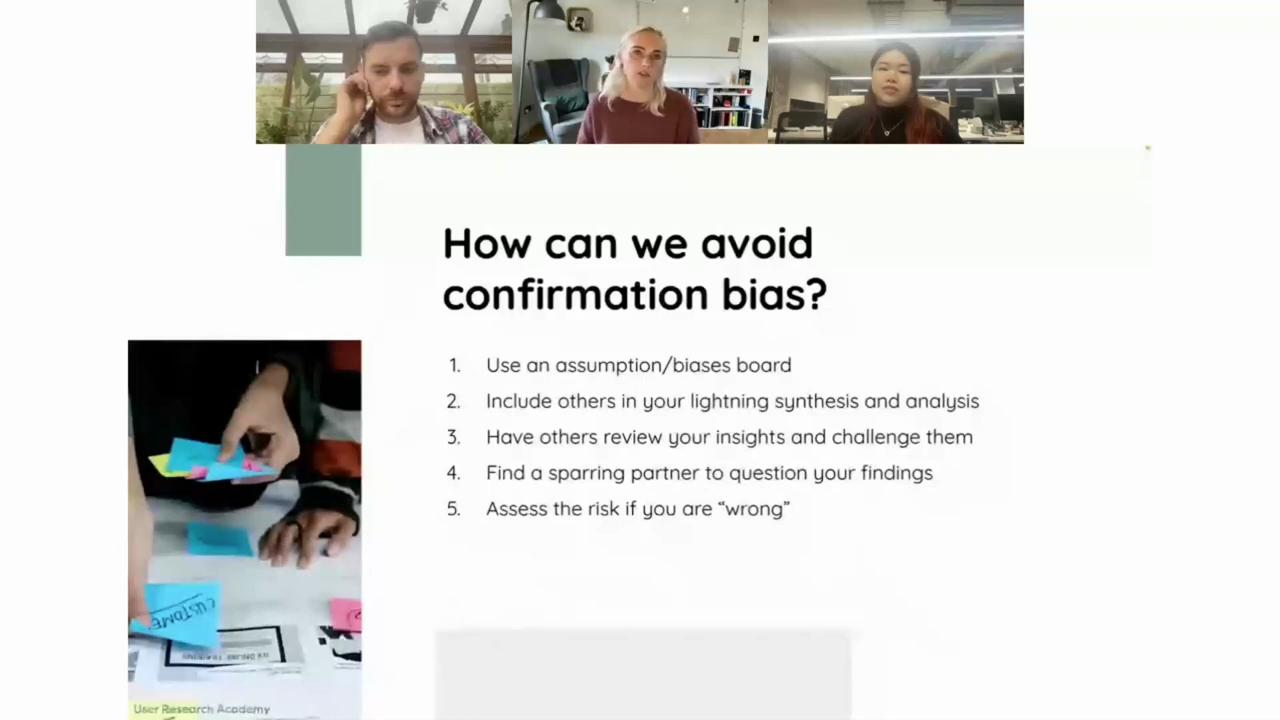 How can we avoid
confirmation bias?
1. Use an assumption/biases board
2. Include others in your lightning synthesis and analysis
3. Have others review your insights and challenge them
4. Find a sparring partner to question your findings
5. Assess the risk if you are “wrong”
CUSTOME
User Research Academy